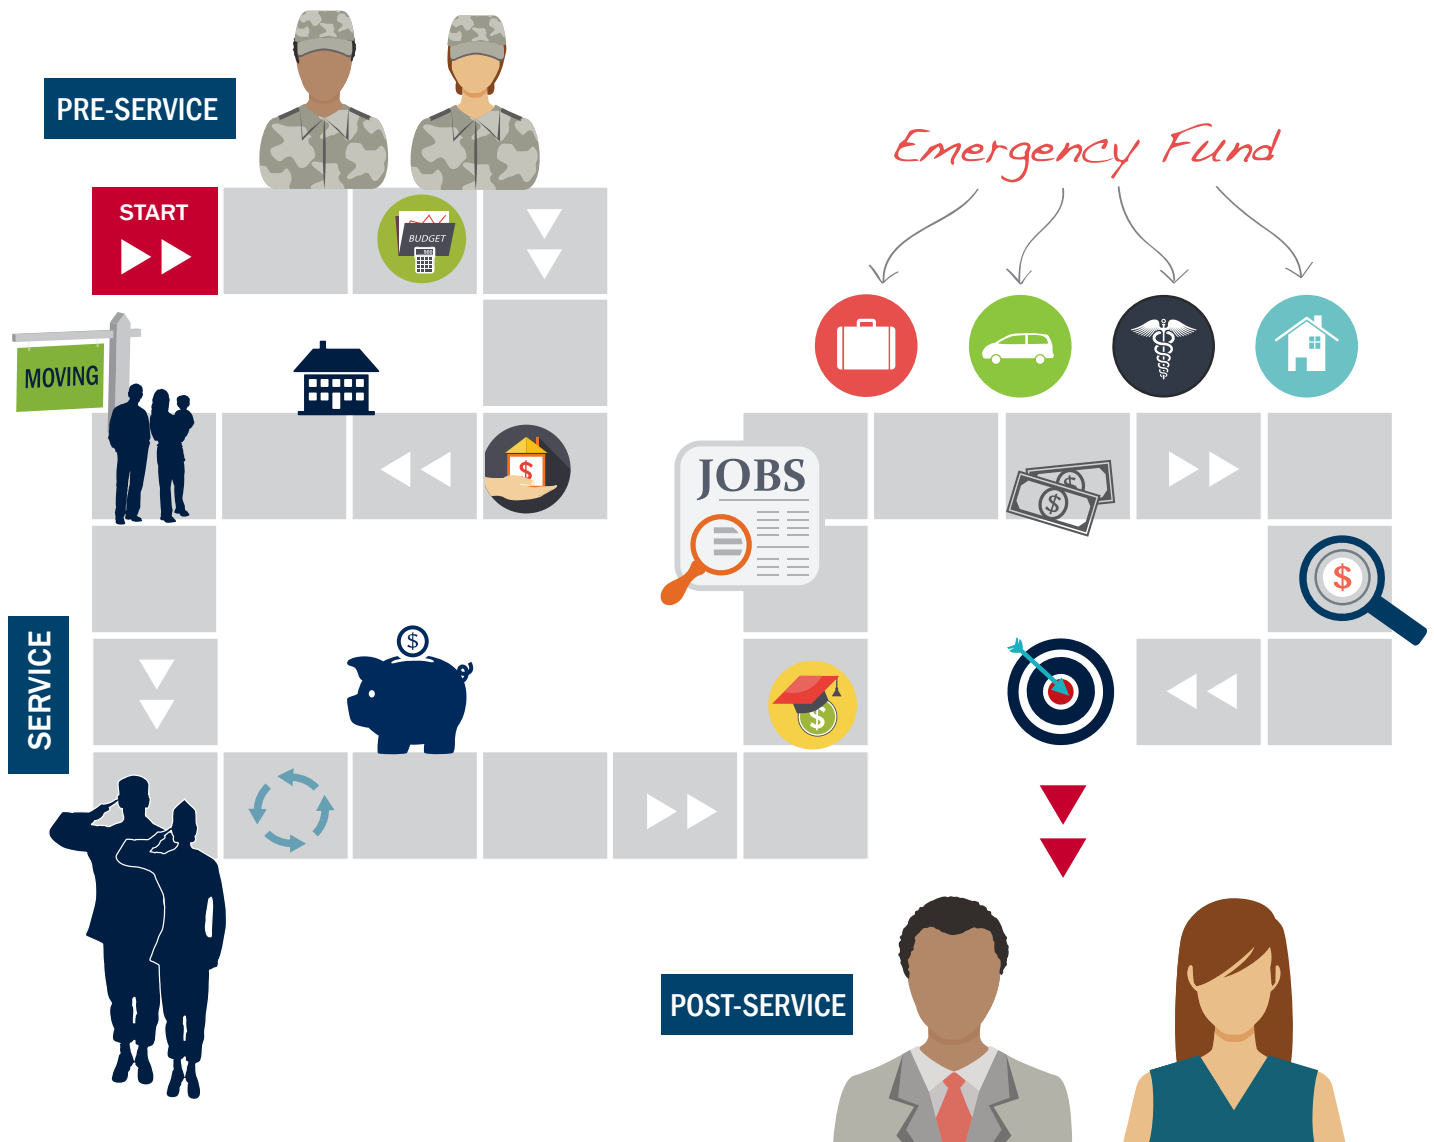 PRE-SERVICE
START
BUDGET
Emergency Fund
MOVING
$
JOBS
$
$
$
SERVICE
$
$
POST-SERVICE